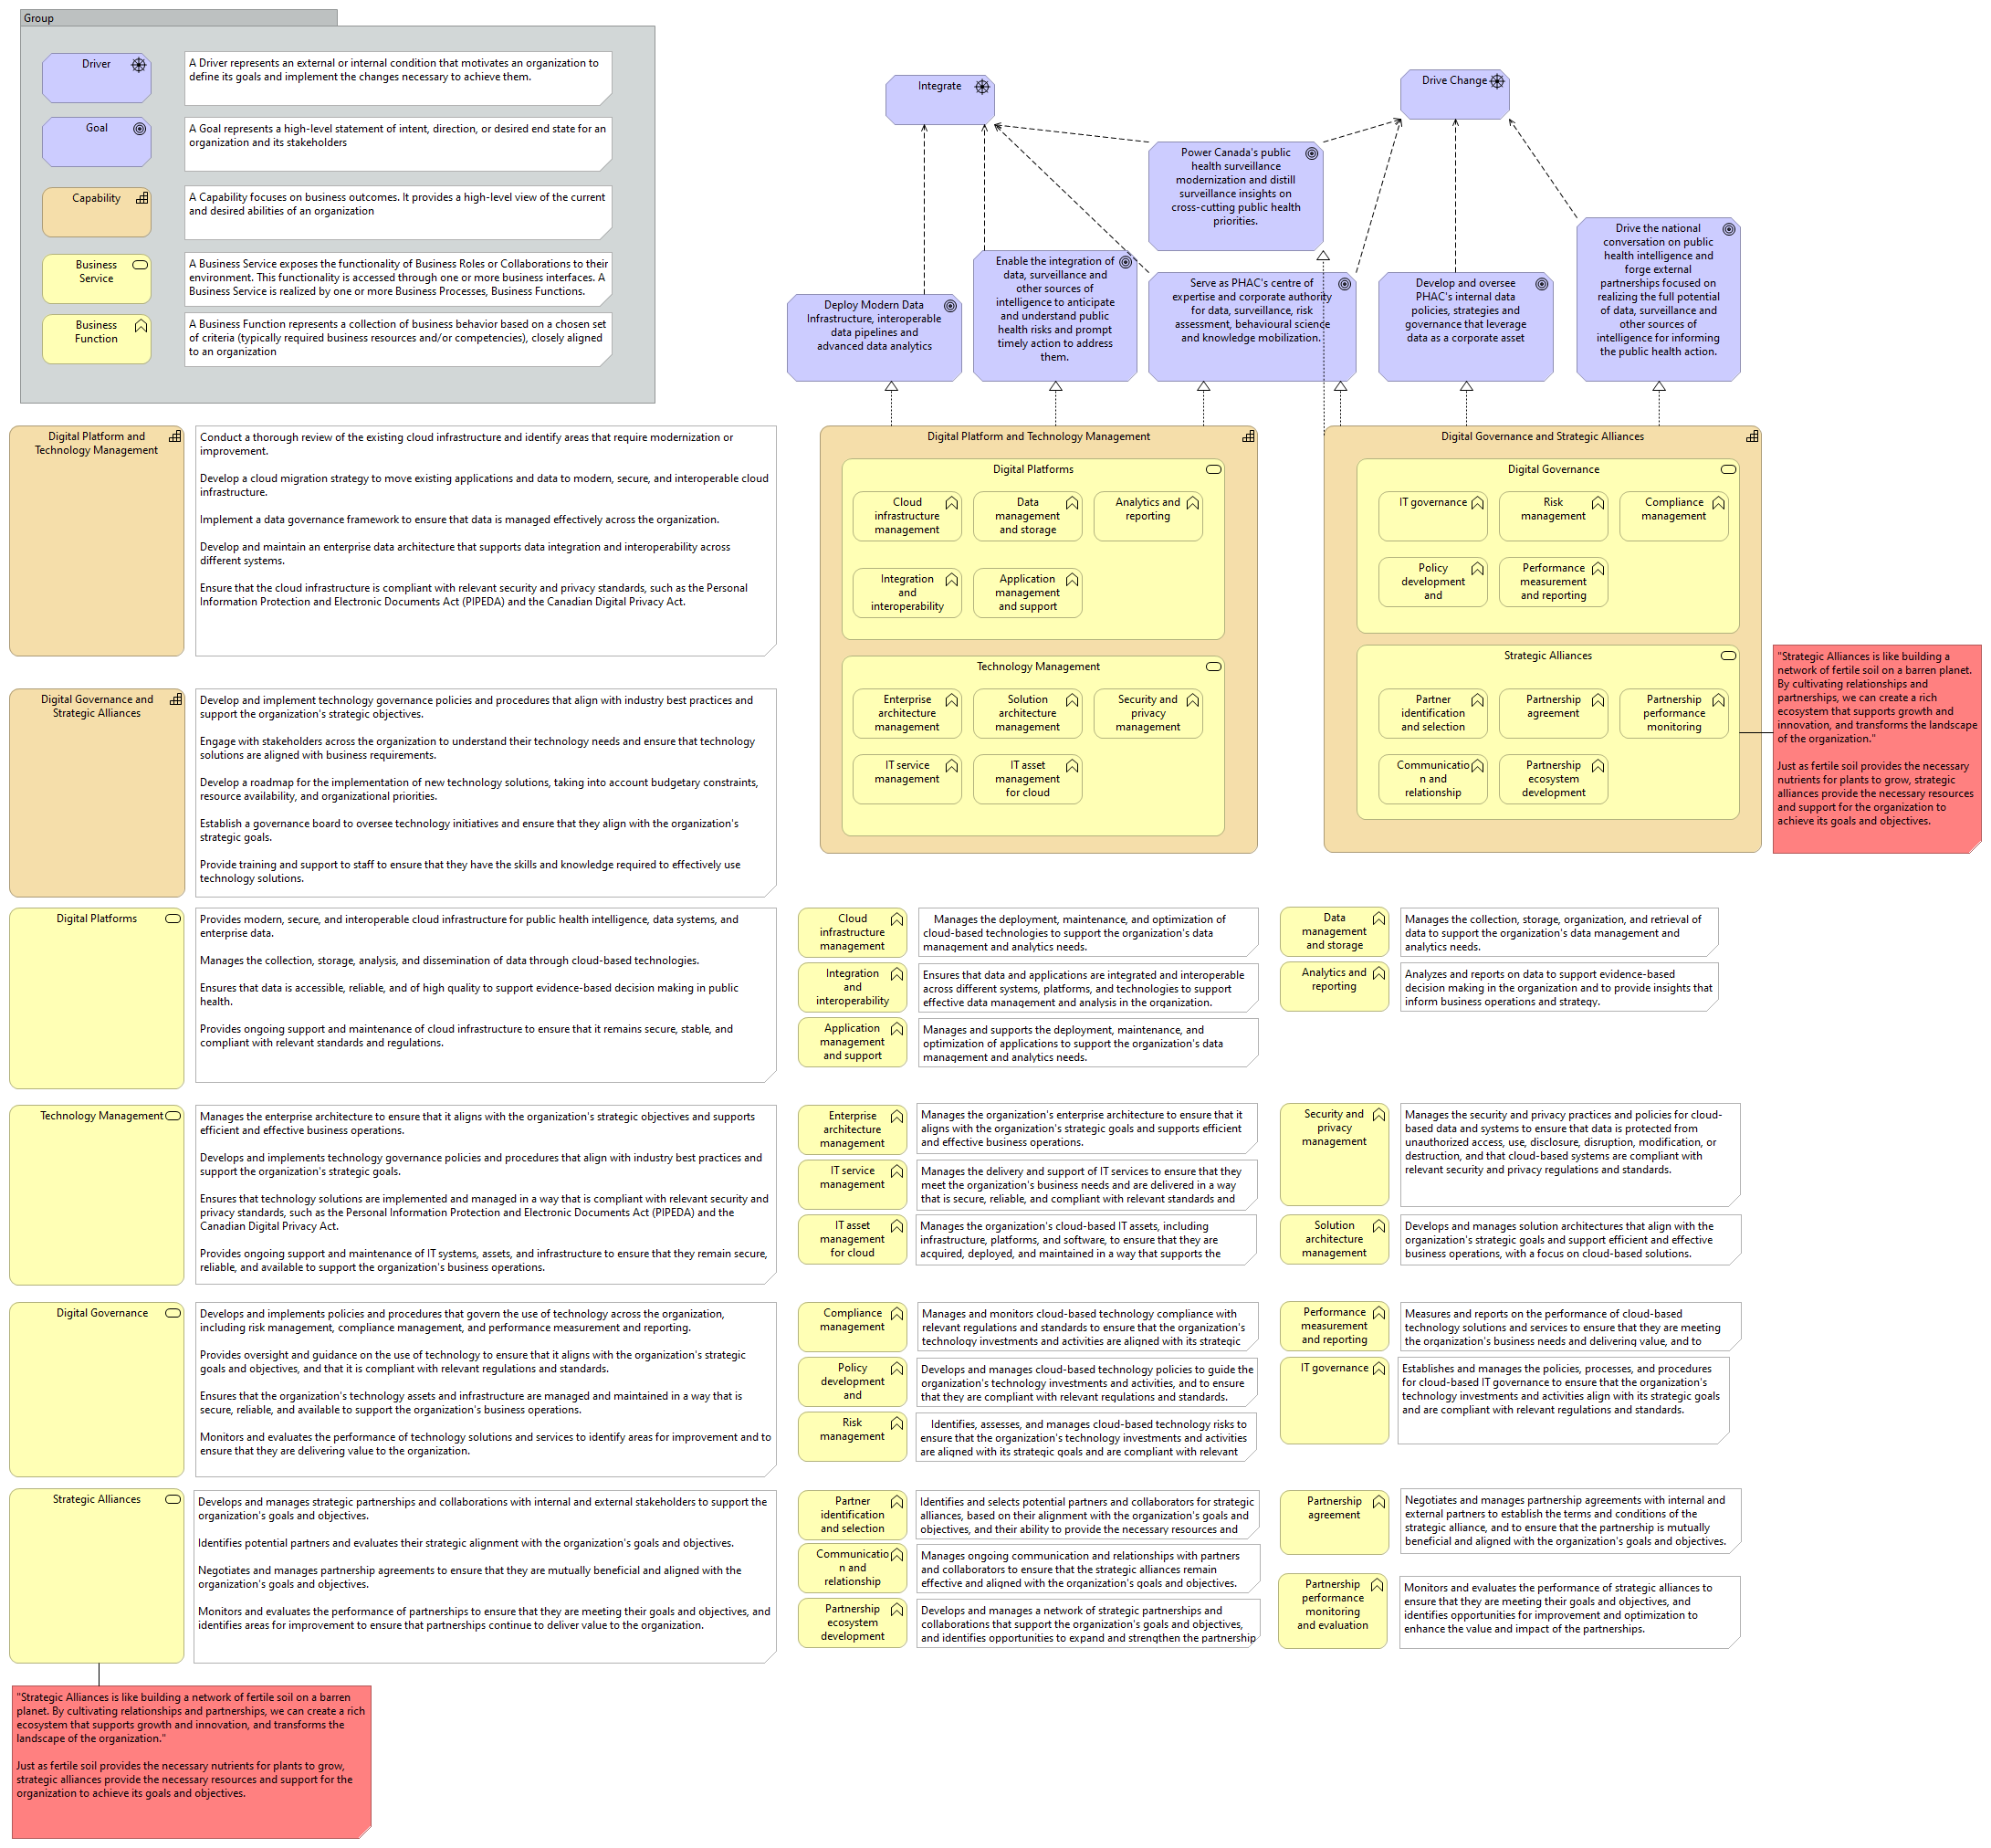 Group
Driver
A Driver represents an external or internal condition that motivates an organization to
define its goals and implement the changes necessary to achieve them.
Goal
A Goal represents a high-level statement of intent, direction, or desired end state for an
organization and its stakeholders
Capability
A Capability focuses on business outcomes. It provides a high-level view of the current
and desired abilities of an organization
Business
Service
A Business Service exposes the functionality of Business Roles or Collaborations to their
environment. This functionality is accessed through one or more business interfaces. A
Business Service is realized by one or more Business Processes, Business Functions.
Business
Function
A Business Function represents a collection of business behavior based on a chosen set
of criteria (typically required business resources and/or competencies), closely aligned
to an organization
Integrate
Drive Change
Power Canada's public
health surveillance
modernization and distill
surveillance insights on
cross-cutting public health
priorities.
Deploy Modern Data
Infrastructure, interoperable
data pipelines and
advanced data analytics
Enable the integration of
data, surveillance and
other sources of
intelligence to anticipate
and understand public
health risks and prompt
timely action to address
them.
Serve as PHAC's centre of
expertise and corporate authority
for data, surveillance, risk
assessment, behavioural science
and knowledge mobilization.
Develop and oversee
PHAC's internal data
policies, strategies and
governance that leverage
data as a corporate asset
Drive the national
conversation on public
health intelligence and
forge external
partnerships focused on
realizing the full potential
of data, surveillance and
other sources of
intelligence for informing
the public health action.
Digital Platform and Technology Management
Digital Platforms
Cloud
infrastructure
management
Data
management
and storage
Analytics and
reporting
Integration
and
interoperability
Application
management
and support
Technology Management
Enterprise
architecture
management
Solution
architecture
management
Security and
privacy
management
IT service
management
IT asset
management
for cloud
Digital Governance and Strategic Alliances
Digital Governance
IT governance
Risk
management
Compliance
management
Policy
development
and
Performance
measurement
and reporting
Strategic Alliances
Partner
identification
and selection
Partnership
agreement
Partnership
performance
monitoring
Communicatio
n and
relationship
Partnership
ecosystem
development
"Strategic Alliances is like building a
network of fertile soil on a barren planet.
By cultivating relationships and
partnerships, we can create a rich
ecosystem that supports growth and
innovation, and transforms the landscape
of the organization."
Just as fertile soil provides the necessary
nutrients for plants to grow, strategic
alliances provide the necessary resources
and support for the organization to
achieve its goals and objectives.
Digital Platform and
Technology Management
Conduct a thorough review of the existing cloud infrastructure and identify areas that require modernization or
improvement.
Develop a cloud migration strategy to move existing applications and data to modern, secure, and interoperable cloud
infrastructure.
Implement a data governance framework to ensure that data is managed effectively across the organization.
Develop and maintain an enterprise data architecture that supports data integration and interoperability across
different systems.
Ensure that the cloud infrastructure is compliant with relevant security and privacy standards, such as the Personal
Information Protection and Electronic Documents Act (PIPEDA) and the Canadian Digital Privacy Act.
Digital Governance and
Strategic Alliances
Develop and implement technology governance policies and procedures that align with industry best practices and
support the organization's strategic objectives.
Engage with stakeholders across the organization to understand their technology needs and ensure that technology
solutions are aligned with business requirements.
Develop a roadmap for the implementation of new technology solutions, taking into account budgetary constraints,
resource availability, and organizational priorities.
Establish a governance board to oversee technology initiatives and ensure that they align with the organization's
strategic goals.
Provide training and support to staff to ensure that they have the skills and knowledge required to effectively use
technology solutions.
Digital Platforms
Provides modern, secure, and interoperable cloud infrastructure for public health intelligence, data systems, and
enterprise data.
Manages the collection, storage, analysis, and dissemination of data through cloud-based technologies.
Ensures that data is accessible, reliable, and of high quality to support evidence-based decision making in public
health.
Provides ongoing support and maintenance of cloud infrastructure to ensure that it remains secure, stable, and
compliant with relevant standards and regulations.
Cloud
infrastructure
management
Manages the deployment, maintenance, and optimization of
cloud-based technologies to support the organization's data
management and analytics needs.
Data
management
and storage
Manages the collection, storage, organization, and retrieval of
data to support the organization's data management and
analytics needs.
Integration
and
interoperability
Ensures that data and applications are integrated and interoperable
across different systems, platforms, and technologies to support
effective data management and analysis in the organization.
Analytics and
reporting
Analyzes and reports on data to support evidence-based
decision making in the organization and to provide insights that
inform business operations and strategy.
Application
management
and support
Manages and supports the deployment, maintenance, and
optimization of applications to support the organization's data
management and analytics needs.
Technology Management
Manages the enterprise architecture to ensure that it aligns with the organization's strategic objectives and supports
efficient and effective business operations.
Develops and implements technology governance policies and procedures that align with industry best practices and
support the organization's strategic goals.
Ensures that technology solutions are implemented and managed in a way that is compliant with relevant security and
privacy standards, such as the Personal Information Protection and Electronic Documents Act (PIPEDA) and the
Canadian Digital Privacy Act.
Provides ongoing support and maintenance of IT systems, assets, and infrastructure to ensure that they remain secure,
reliable, and available to support the organization's business operations.
Enterprise
architecture
management
Manages the organization's enterprise architecture to ensure that it
aligns with the organization's strategic goals and supports efficient
and effective business operations.
Security and
privacy
management
Manages the security and privacy practices and policies for cloud-
based data and systems to ensure that data is protected from
unauthorized access, use, disclosure, disruption, modification, or
destruction, and that cloud-based systems are compliant with
relevant security and privacy regulations and standards.
IT service
management
Manages the delivery and support of IT services to ensure that they
meet the organization's business needs and are delivered in a way
that is secure, reliable, and compliant with relevant standards and
IT asset
management
for cloud
Manages the organization's cloud-based IT assets, including
infrastructure, platforms, and software, to ensure that they are
acquired, deployed, and maintained in a way that supports the
Solution
architecture
management
Develops and manages solution architectures that align with the
organization's strategic goals and support efficient and effective
business operations, with a focus on cloud-based solutions.
Digital Governance
Develops and implements policies and procedures that govern the use of technology across the organization,
including risk management, compliance management, and performance measurement and reporting.
Provides oversight and guidance on the use of technology to ensure that it aligns with the organization's strategic
goals and objectives, and that it is compliant with relevant regulations and standards.
Ensures that the organization's technology assets and infrastructure are managed and maintained in a way that is
secure, reliable, and available to support the organization's business operations.
Monitors and evaluates the performance of technology solutions and services to identify areas for improvement and to
ensure that they are delivering value to the organization.
Compliance
management
Manages and monitors cloud-based technology compliance with
relevant regulations and standards to ensure that the organization's
technology investments and activities are aligned with its strategic
Performance
measurement
and reporting
Measures and reports on the performance of cloud-based
technology solutions and services to ensure that they are meeting
the organization's business needs and delivering value, and to
Policy
development
and
Develops and manages cloud-based technology policies to guide the
organization's technology investments and activities, and to ensure
that they are compliant with relevant regulations and standards.
IT governance
Establishes and manages the policies, processes, and procedures
for cloud-based IT governance to ensure that the organization's
technology investments and activities align with its strategic goals
and are compliant with relevant regulations and standards.
Risk
management
Identifies, assesses, and manages cloud-based technology risks to
ensure that the organization's technology investments and activities
are aligned with its strategic goals and are compliant with relevant
Strategic Alliances
Develops and manages strategic partnerships and collaborations with internal and external stakeholders to support the
organization's goals and objectives.
Identifies potential partners and evaluates their strategic alignment with the organization's goals and objectives.
Negotiates and manages partnership agreements to ensure that they are mutually beneficial and aligned with the
organization's goals and objectives.
Monitors and evaluates the performance of partnerships to ensure that they are meeting their goals and objectives, and
identifies areas for improvement to ensure that partnerships continue to deliver value to the organization.
Partner
identification
and selection
Identifies and selects potential partners and collaborators for strategic
alliances, based on their alignment with the organization's goals and
objectives, and their ability to provide the necessary resources and
Partnership
agreement
Negotiates and manages partnership agreements with internal and
external partners to establish the terms and conditions of the
strategic alliance, and to ensure that the partnership is mutually
beneficial and aligned with the organization's goals and objectives.
Communicatio
n and
relationship
Manages ongoing communication and relationships with partners
and collaborators to ensure that the strategic alliances remain
effective and aligned with the organization's goals and objectives.
Partnership
ecosystem
development
Develops and manages a network of strategic partnerships and
collaborations that support the organization's goals and objectives,
and identifies opportunities to expand and strengthen the partnership
Partnership
performance
monitoring
and evaluation
Monitors and evaluates the performance of strategic alliances to
ensure that they are meeting their goals and objectives, and
identifies opportunities for improvement and optimization to
enhance the value and impact of the partnerships.
"Strategic Alliances is like building a network of fertile soil on a barren
planet. By cultivating relationships and partnerships, we can create a rich
ecosystem that supports growth and innovation, and transforms the
landscape of the organization."
Just as fertile soil provides the necessary nutrients for plants to grow,
strategic alliances provide the necessary resources and support for the
organization to achieve its goals and objectives.